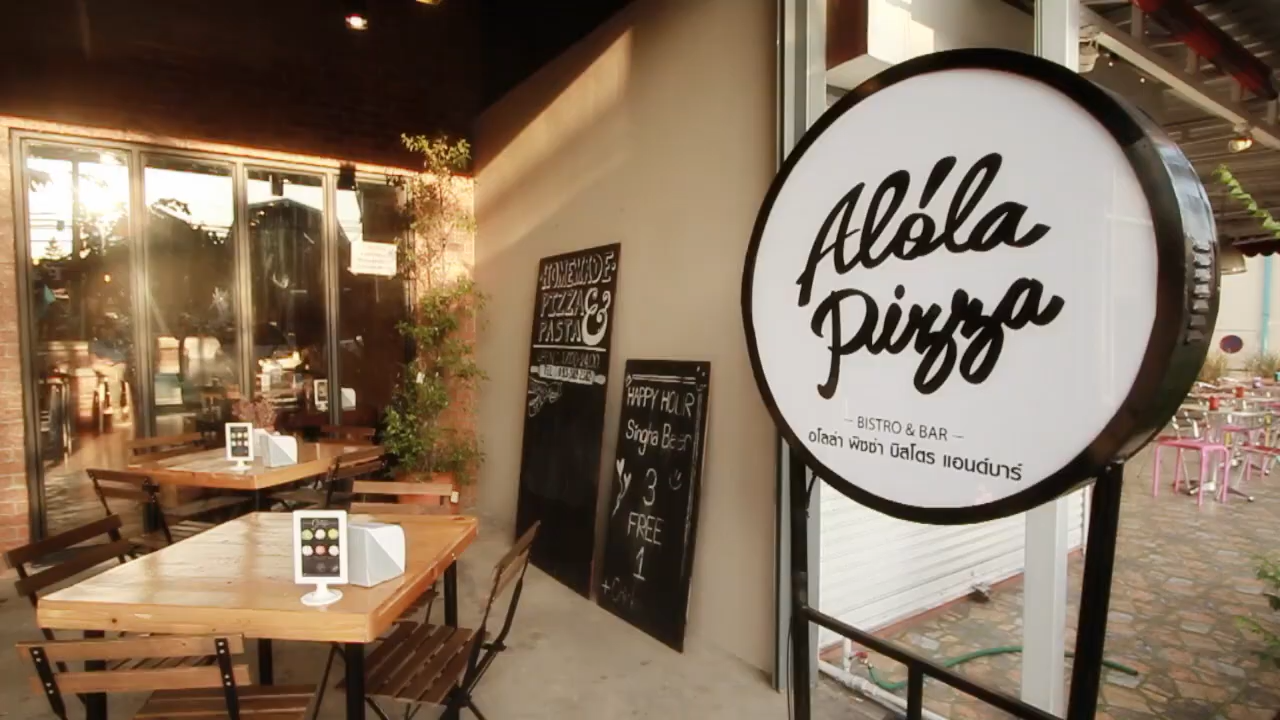 HOMEMADE
PIZZA &
PASTA
HAPPY HOUR
Singha Beer
3
FREE
1
Alóla
pizza
– BISTRO & BAR –
อโลล่า พิซซ่า บิสโตร แอนด์บาร์